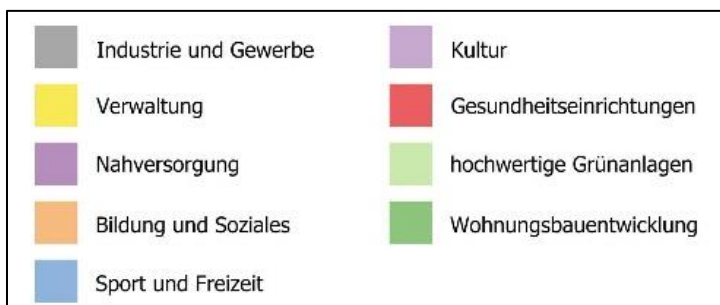 Industrie und Gewerbe
Verwaltung
Nahversorgung
Bildung und Soziales
Sport und Freizeit
Kultur
Gesundheitseinrichtungen
hochwertige Grünanlagen
Wohnungsbauentwicklung